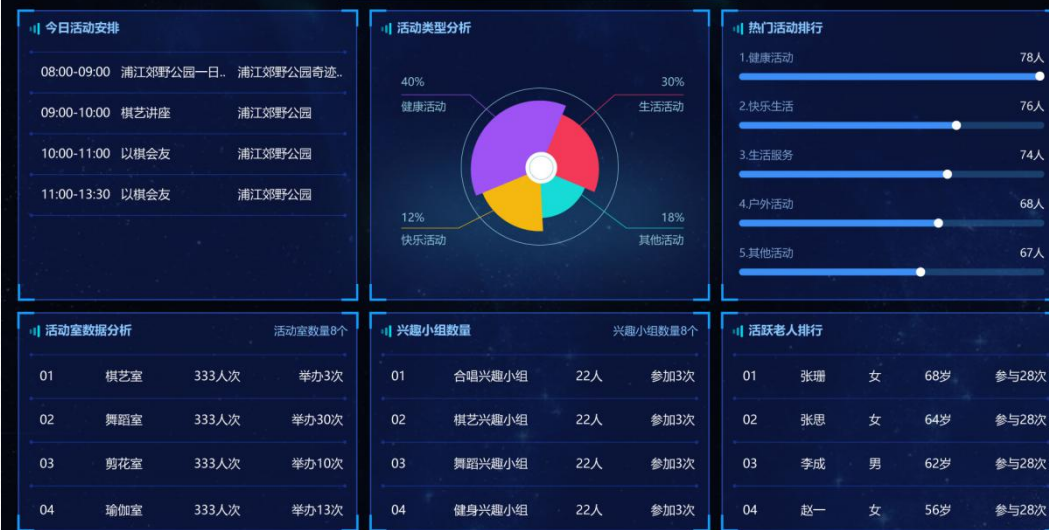 今日活动安排
08:00-09:00 浦江郊野公园一日.. 浦江郊野公园奇迹..
09:00-10:00 棋艺讲座 浦江郊野公园
10:00-11:00 以棋会友 浦江郊野公园
11:00-13:30 以棋会友 浦江郊野公园
活动类型分析
40%
健康活动
30%
生活活动
12%
快乐活动
18%
其他活动
热门活动排行
1.健康活动 78人
2.快乐生活 76人
3.生活服务 74人
4.户外活动 68人
5.其他活动 67人
活动室数据分析 活动室数量8个
01 棋艺室 333人次 举办3次
02 舞蹈室 333人次 举办30次
03 剪花室 333人次 举办10次
04 瑜伽室 333人次 举办13次
兴趣小组数量 兴趣小组数量8个
01 合唱兴趣小组 22人 参加3次
02 棋艺兴趣小组 22人 参加3次
03 舞蹈兴趣小组 22人 参加3次
04 健身兴趣小组 22人 参加3次
活跃老人排行
01 张珊 女 68岁 参与28次
02 张思 女 64岁 参与28次
03 李成 男 62岁 参与28次
04 赵一 女 56岁 参与28次